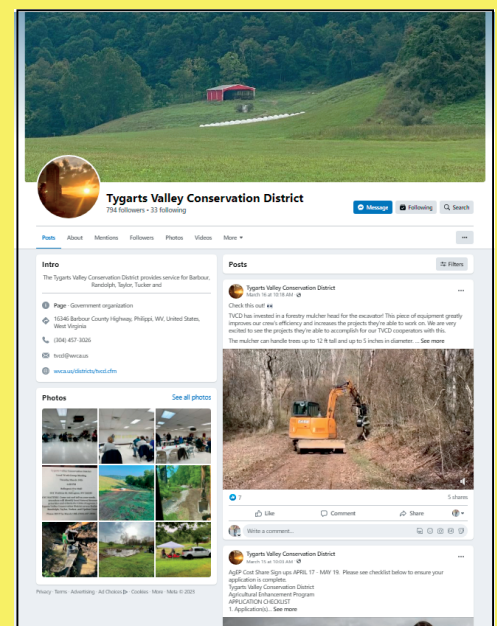 Tygarts Valley Conservation District
794 followers • 33 following
Message
Following
Search
Posts
About
Mentions
Followers
Photos
Videos
More
Intro
The Tygarts Valley Conservation District provides service for Barbour,
Randolph, Taylor, Tucker and
Page · Government organization
16346 Barbour County Highway, Philippi, WV, United States,
West Virginia
(304) 457-3026
tvcd@wvca.us
wvca.us/districts/tvcd.cfm
Photos
See all photos
Privacy · Terms · Advertising · Ad Choices · Cookies · More · Meta © 2025
Posts
Filters
Tygarts Valley Conservation District
March 16 at 10:18 AM
Check this out!
TVCD has invested in a forestry mulcher head for the excavator! This piece of equipment greatly
improves our crew's efficiency and increases the projects they're able to work on. We are very
excited to see the projects they're able to accomplish for our TVCD cooperators with this.
The mulcher can handle trees up to 12 ft tall and up to 5 inches in diameter. ... See more
7
5 shares
Like
Comment
Share
Write a comment...
Tygarts Valley Conservation District
March 13 at 10:03 AM
AgEP Cost Share Sign ups APRIL 17 - MAY 19. Please see checklist below to ensure your
application is complete.
Tygarts Valley Conservation District
Agricultural Enhancement Program
APPLICATION CHECKLIST
1. Application(s)... See more